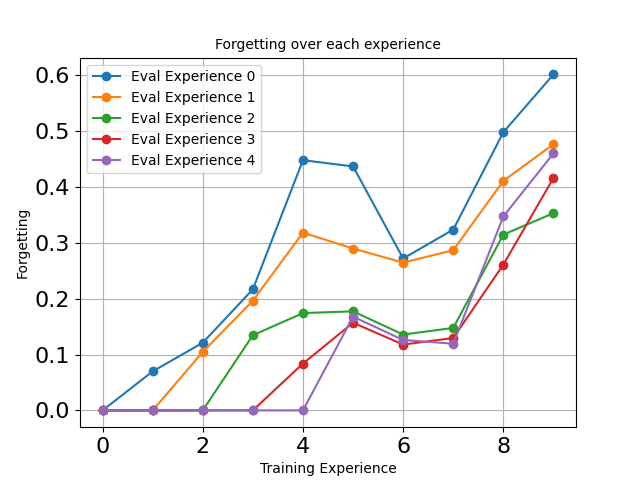 Forgetting over each experience
Eval Experience 0
Eval Experience 1
Eval Experience 2
Eval Experience 3
Eval Experience 4
0.6
0.5
0.4
0.3
0.2
0.1
0.0
Forgetting
0 2 4 6 8
Training Experience